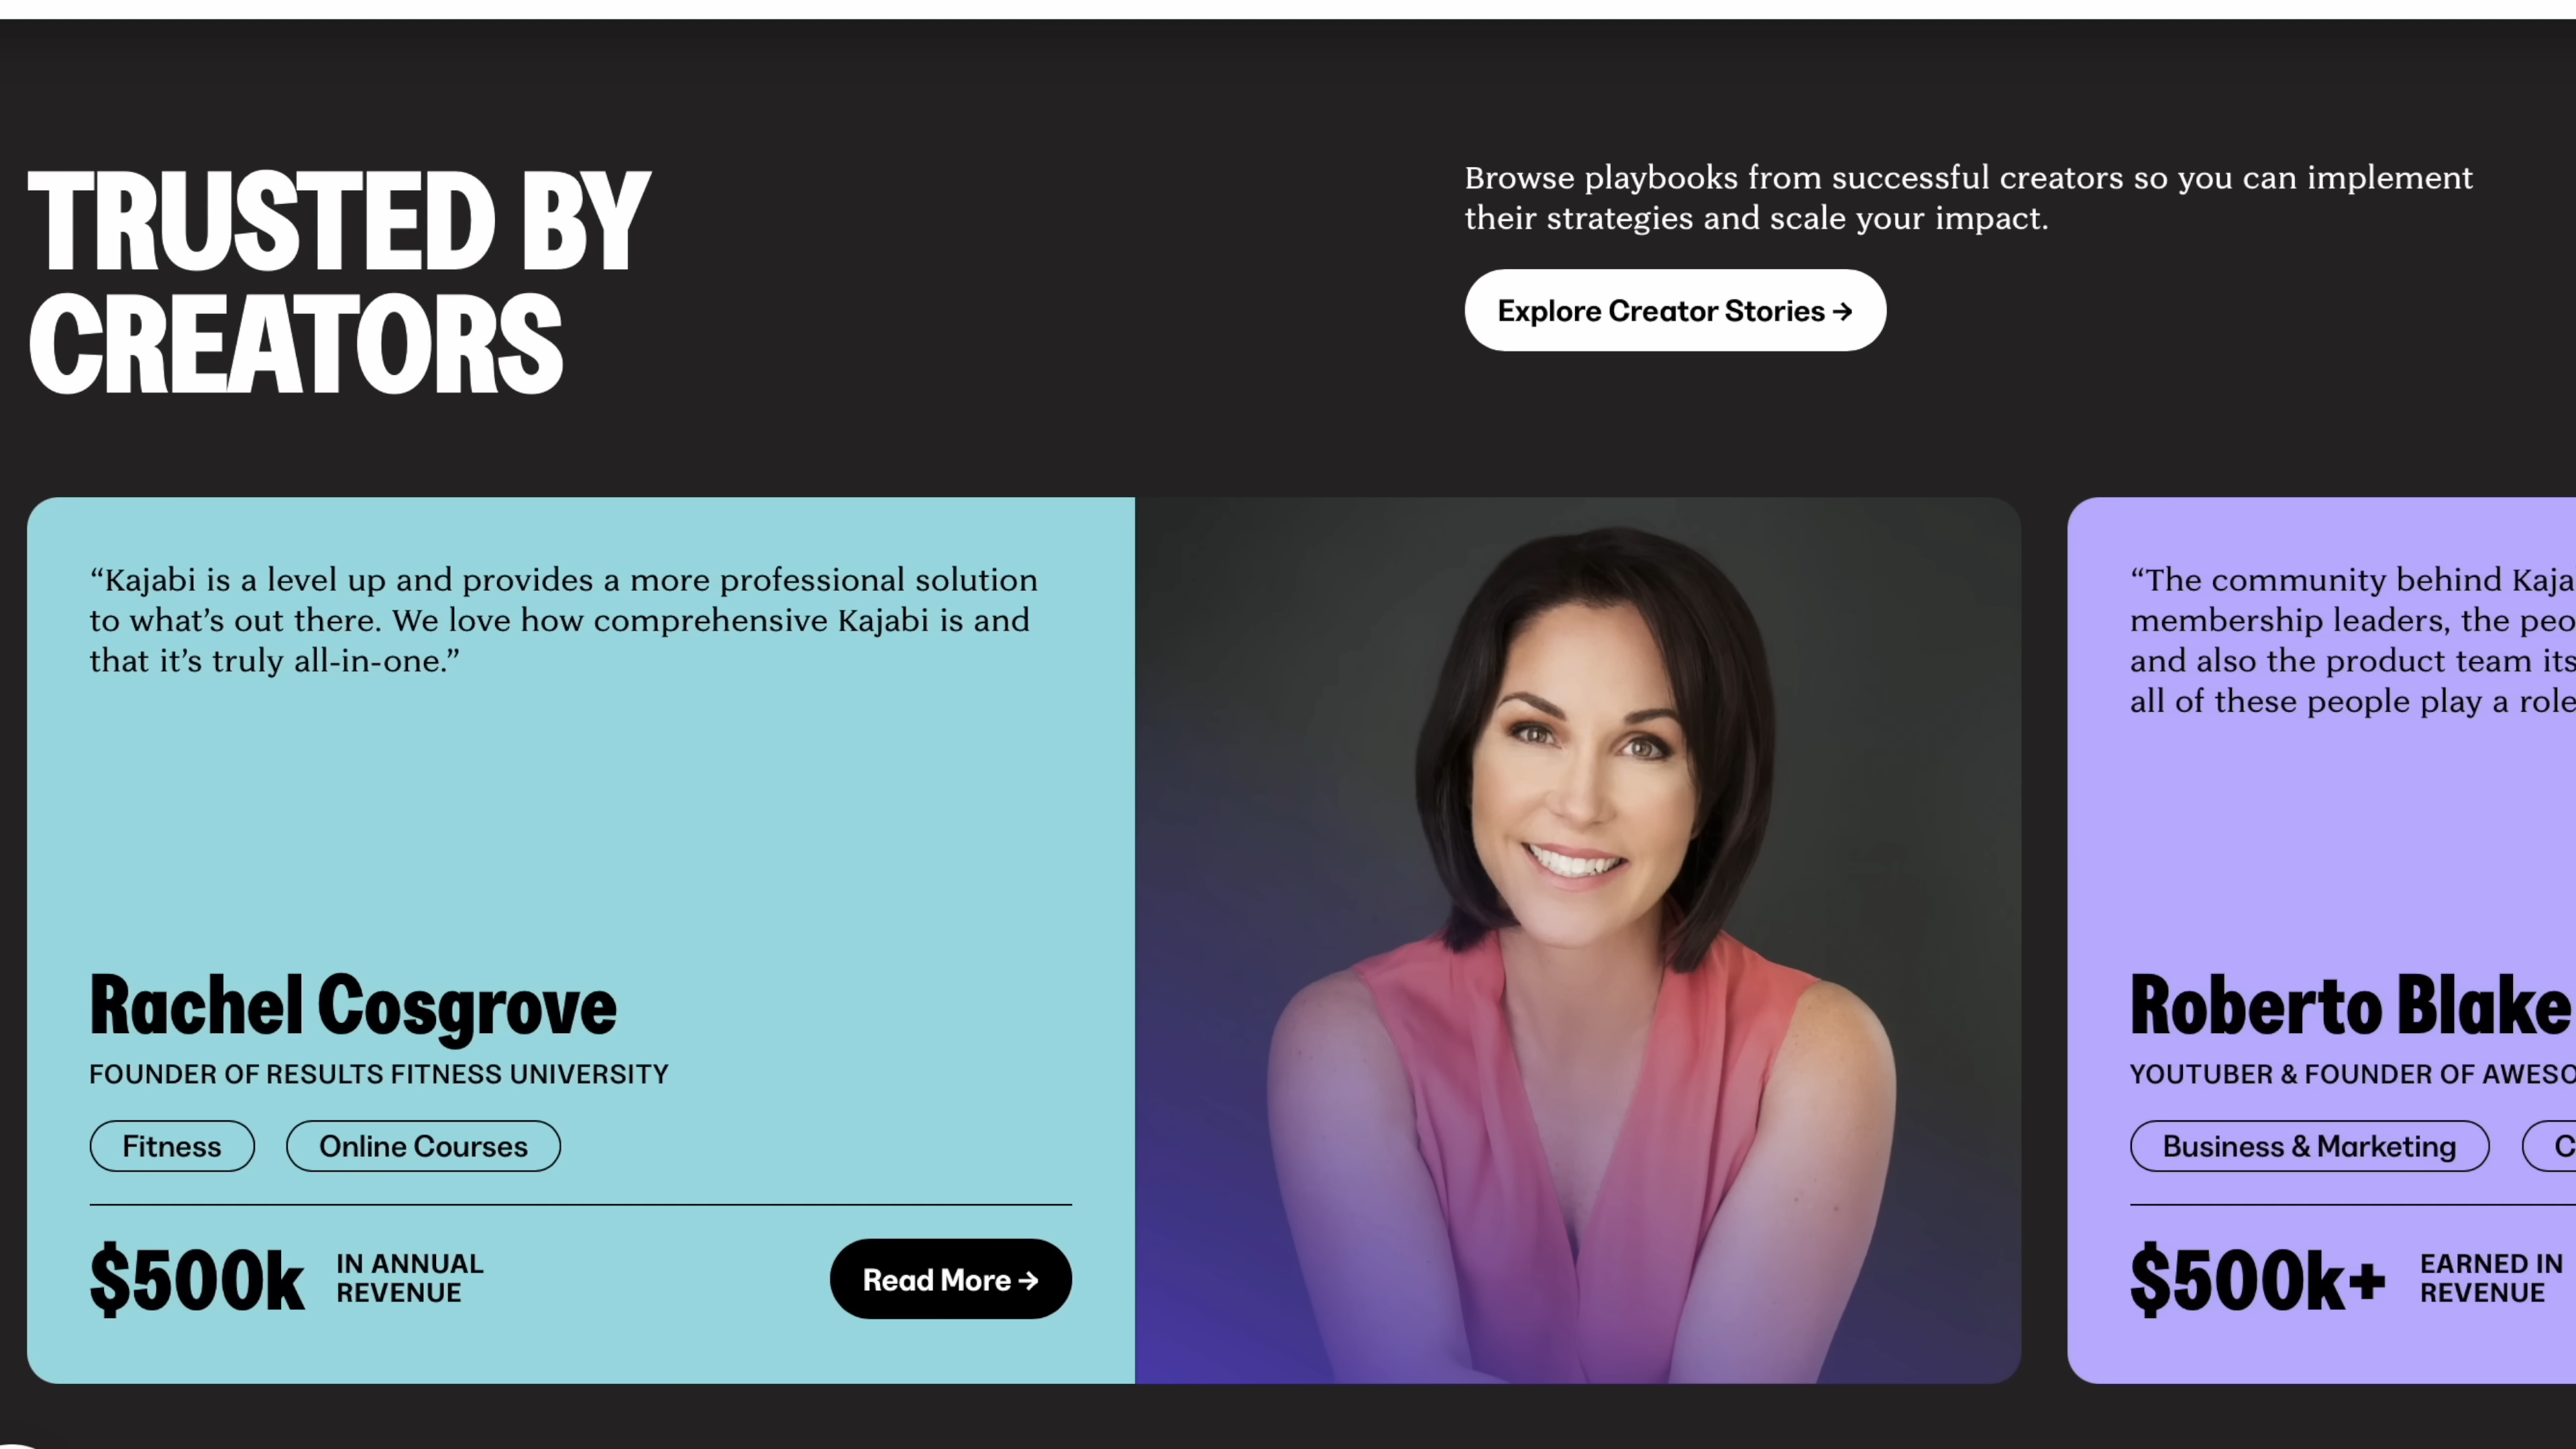 TRUSTED BY
CREATORS
Browse playbooks from successful creators so you can implement
their strategies and scale your impact.
Explore Creator Stories →
“Kajabi is a level up and provides a more professional solution
to what’s out there. We love how comprehensive Kajabi is and
that it’s truly all-in-one.”
Rachel Cosgrove
FOUNDER OF RESULTS FITNESS UNIVERSITY
Fitness
Online Courses
$500k
IN ANNUAL
REVENUE
Read More →
“The community behind
membership leaders, the
and also the product team
all of these people play a role
Roberto Blake
YOUTUBER & FOUNDER OF
Business & Marketing
$500k+
EARNED IN
REVENUE